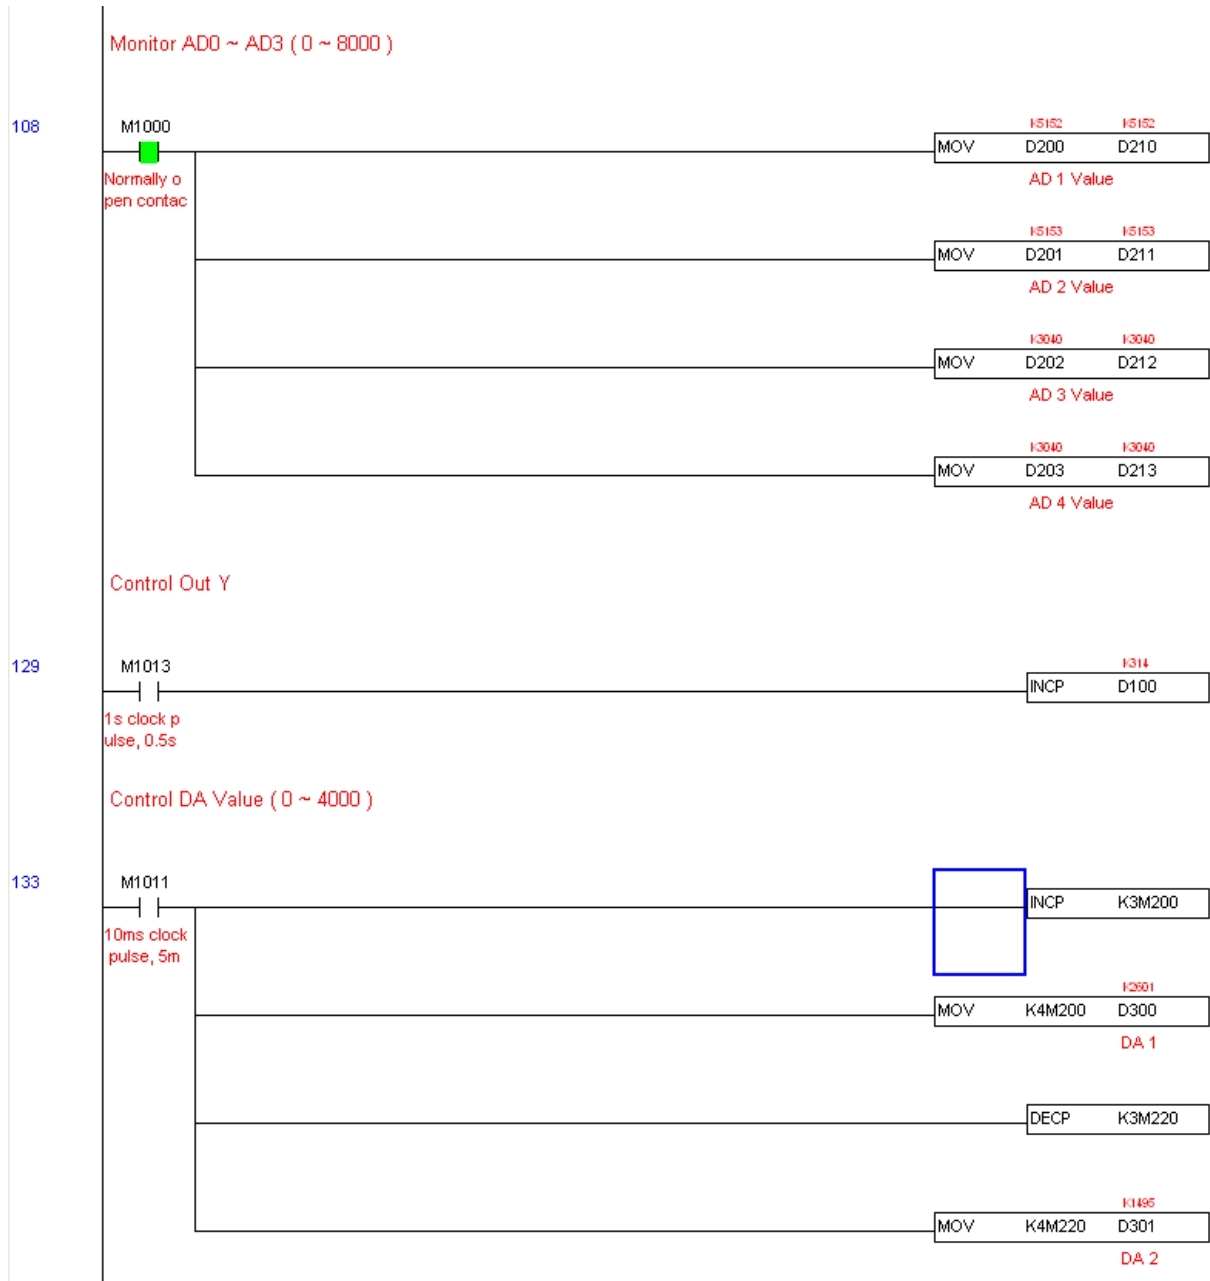 Monitor AD0 ~ AD3 ( 0 ~ 8000 )
108
M1000
K5152 K5152
MOV D200 D210
Normally o
pen contac
AD 1 Value
K5153 K5153
MOV D201 D211
AD 2 Value
K3040 K3040
MOV D202 D212
AD 3 Value
K3040 K3040
MOV D203 D213
AD 4 Value
Control Out Y
129
M1013
K314
INCP D100
1s clock p
ulse, 0.5s
Control DA Value ( 0 ~ 4000 )
133
M1011
INCP K3M200
10ms clock
pulse, 5m
K2601
MOV K4M200 D300
DA 1
DECP K3M220
K1495
MOV K4M220 D301
DA 2